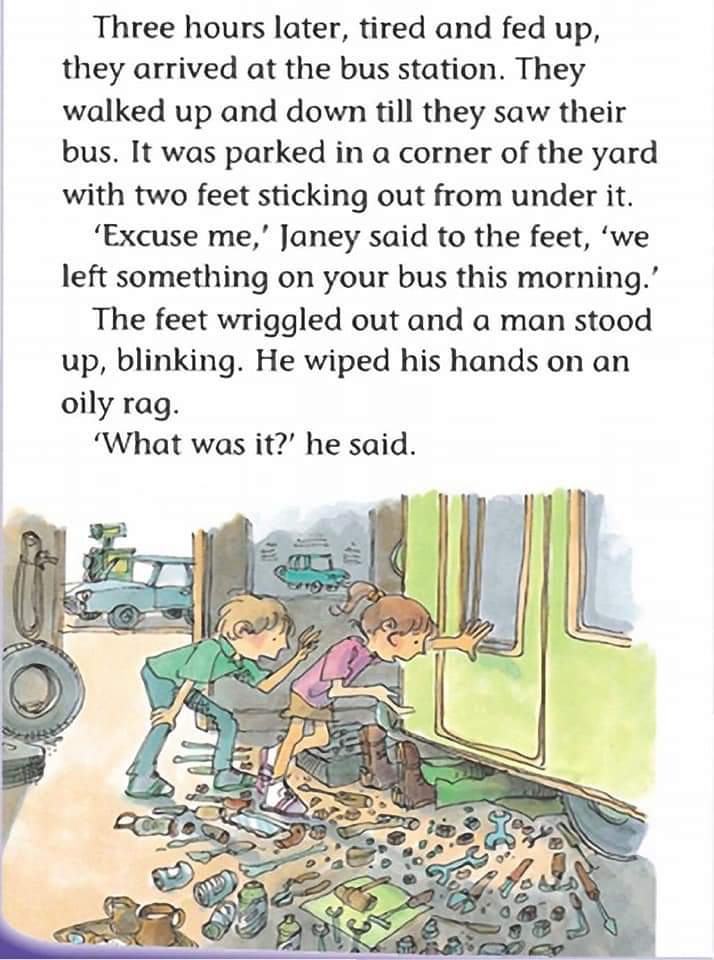 Three hours later, tired and fed up,
they arrived at the bus station. They
walked up and down till they saw their
bus. It was parked in a corner of the yard
with two feet sticking out from under it.
‘Excuse me,’ Janey said to the feet, ‘we
left something on your bus this morning.’
The feet wriggled out and a man stood
up, blinking. He wiped his hands on an
oily rag.
‘What was it?’ he said.